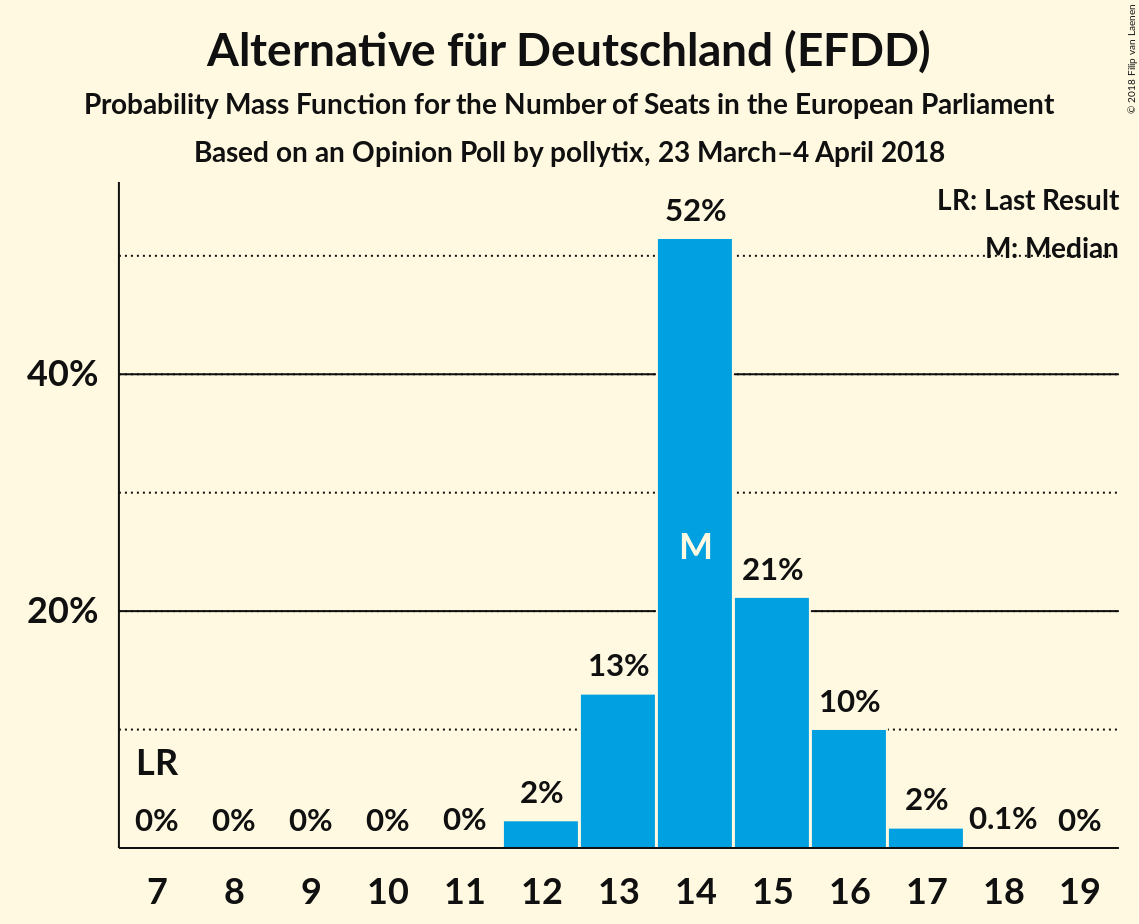 Alternative für Deutschland (EFDD)
Probability Mass Function for the Number of Seats in the European Parliament
Based on an Opinion Poll by pollytix, 23 March–4 April 2018
© 2018 Filip van Laenen
LR: Last Result
M: Median
40%
20%
52%
M
21%
13%
10%
LR
0%
0%
0%
0%
0%
2%
2%
0.1%
0%
7 8 9 10 11 12 13 14 15 16 17 18 19